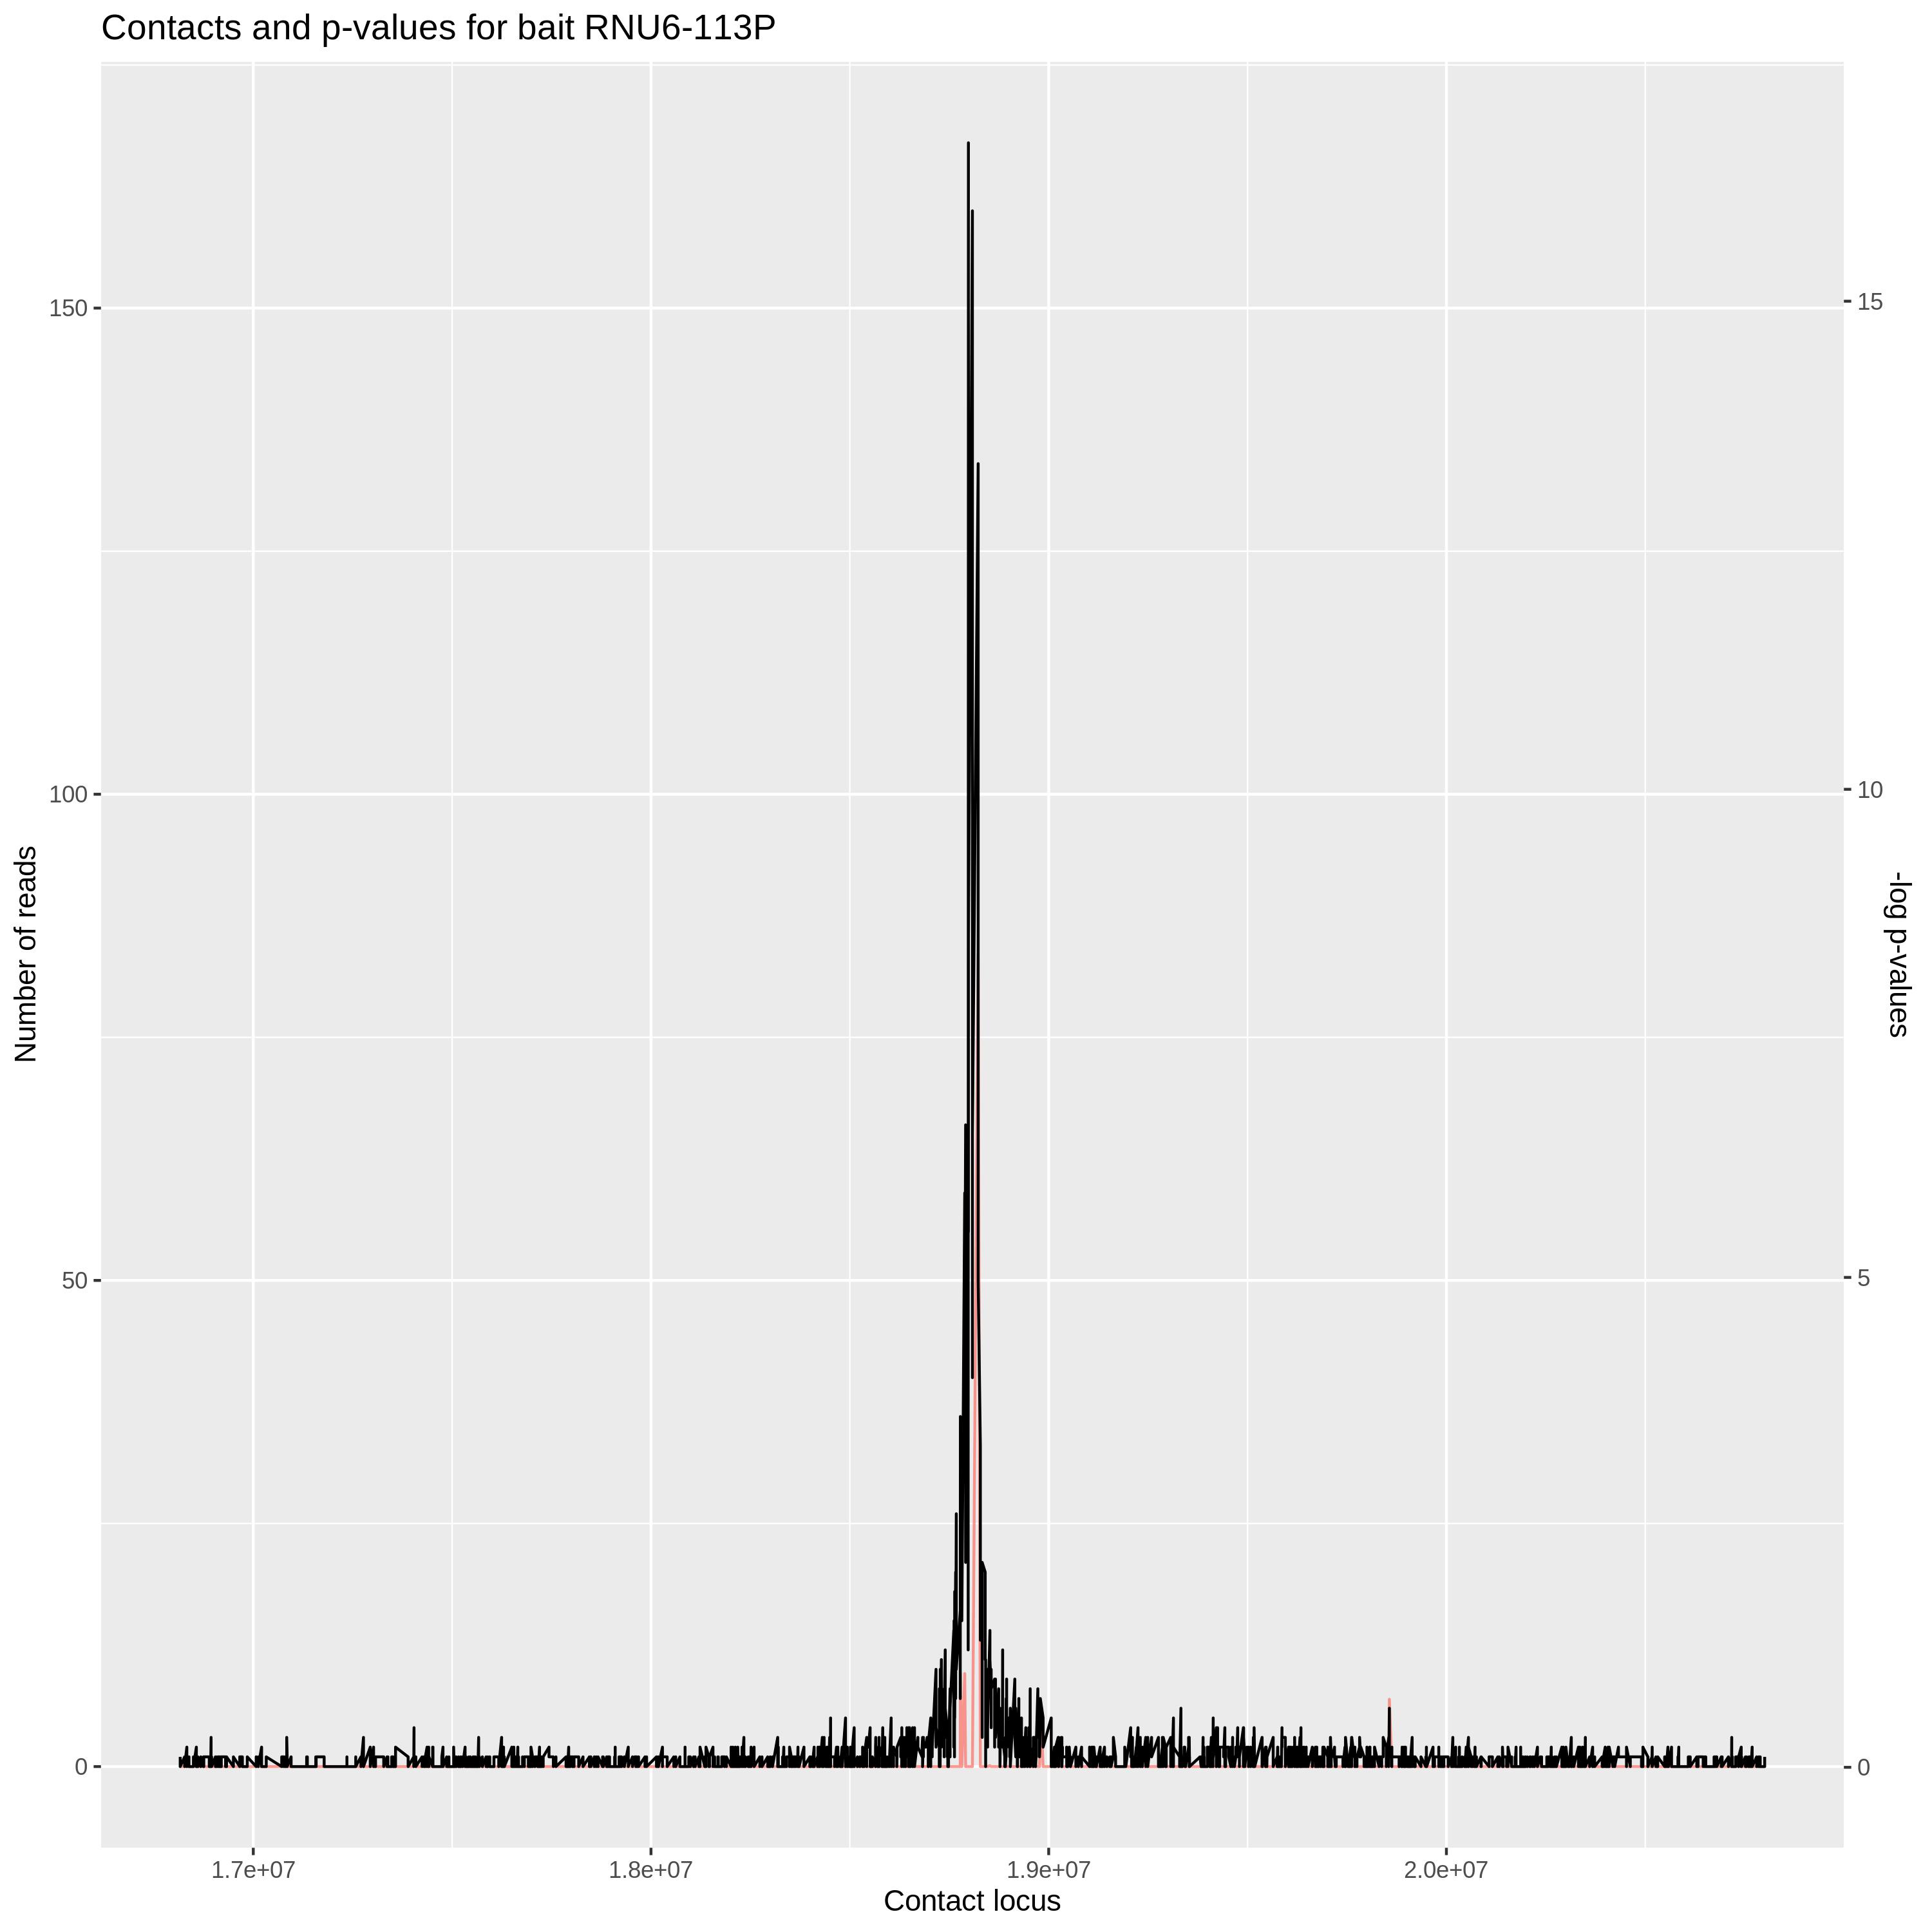 Contacts and p-values for bait RNU6-113P
150
100
50
0
15
10
5
0
Number of reads
-log p-values
1.7e+07
1.8e+07
1.9e+07
2.0e+07
Contact locus